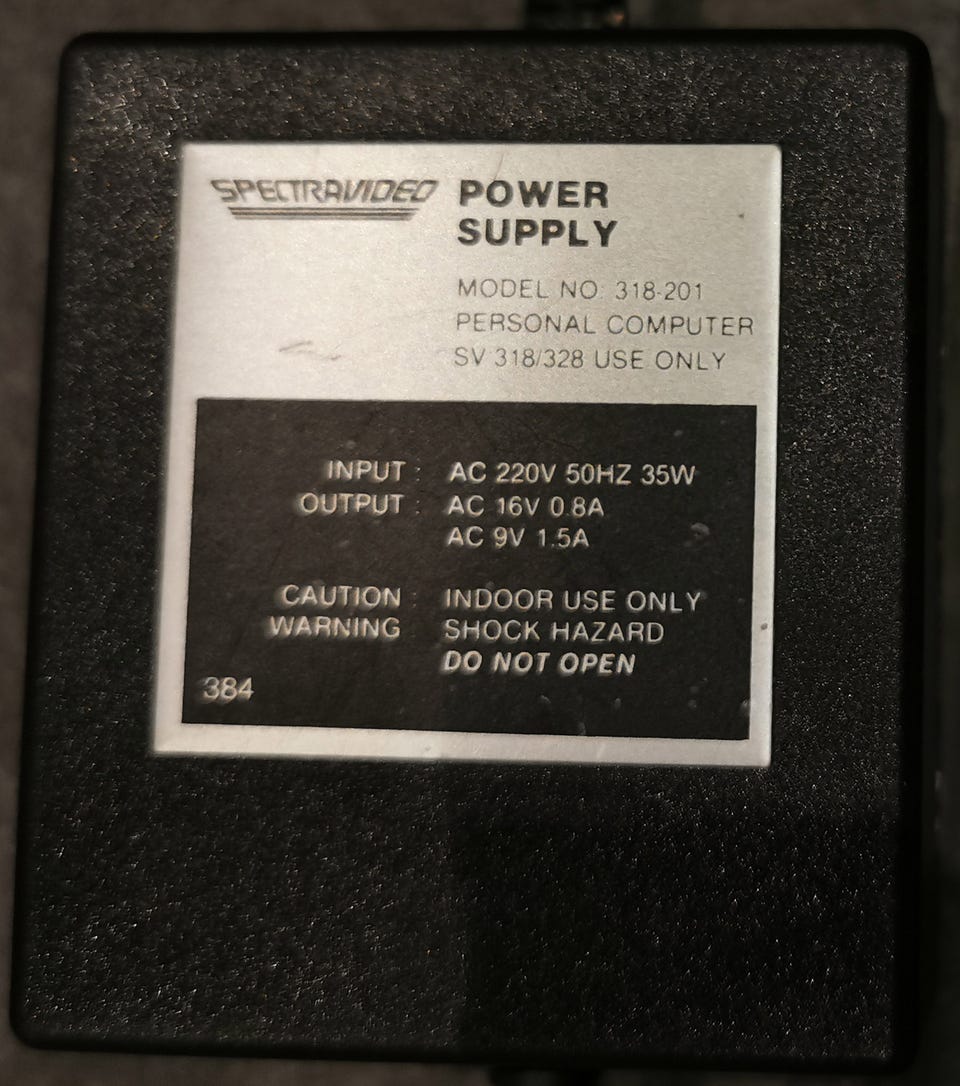 SPECTRAVIDEO
POWER
SUPPLY
MODEL NO: 318-201
PERSONAL COMPUTER
SV 318/328 USE ONLY
INPUT : AC 220V 50HZ 35W
OUTPUT : AC 16V 0.8A
AC 9V 1.5A
CAUTION : INDOOR USE ONLY
WARNING : SHOCK HAZARD
DO NOT OPEN
384